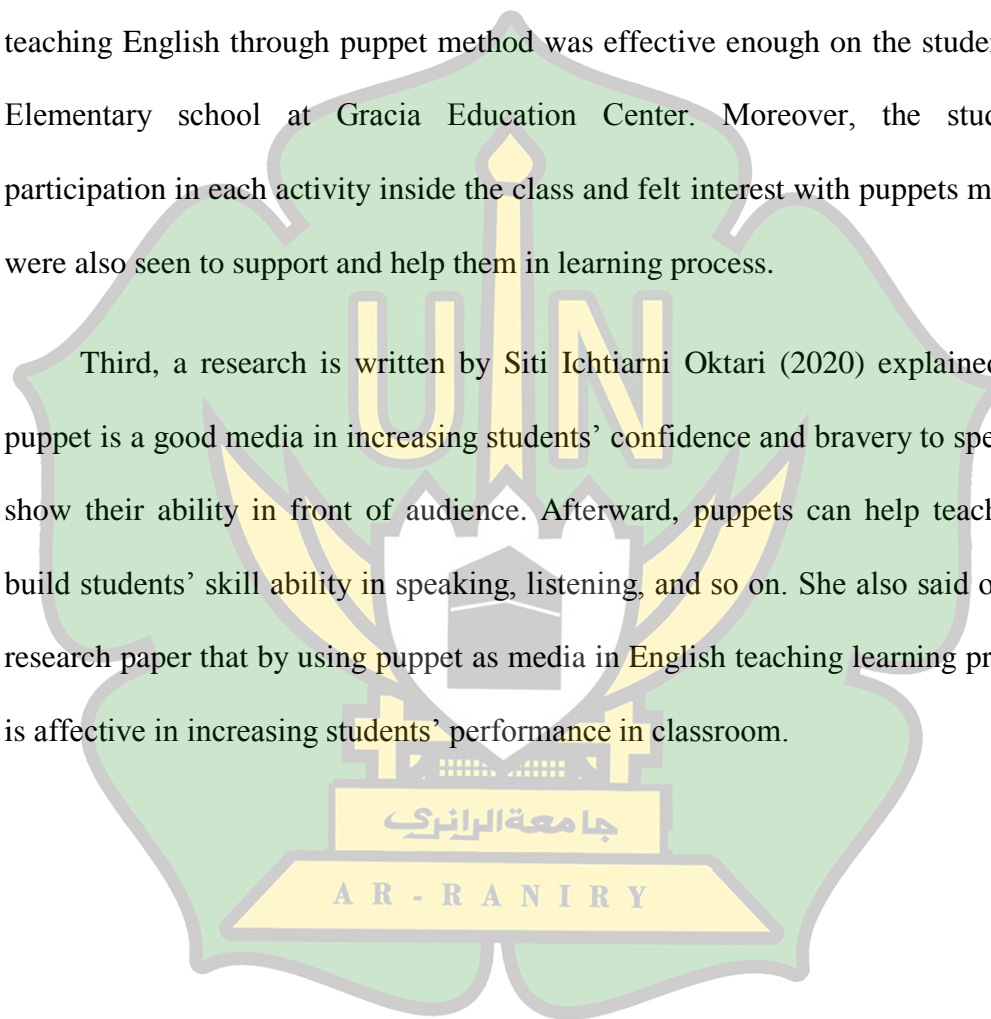 teaching English through puppet method was effective enough on the studen
Elementary school at Gracia Education Center. Moreover, the stud
participation in each activity inside the class and felt interest with puppets m
were also seen to support and help them in learning process.
Third, a research is written by Siti Ichtiarni Oktari (2020) explained
puppet is a good media in increasing students’ confidence and bravery to spe
show their ability in front of audience. Afterward, puppets can help teach
build students’ skill ability in speaking, listening, and so on. She also said o
research paper that by using puppet as media in English teaching learning pr
is affective in increasing students’ performance in classroom.
UIN
جامعةالرانري
AR-RANIRY